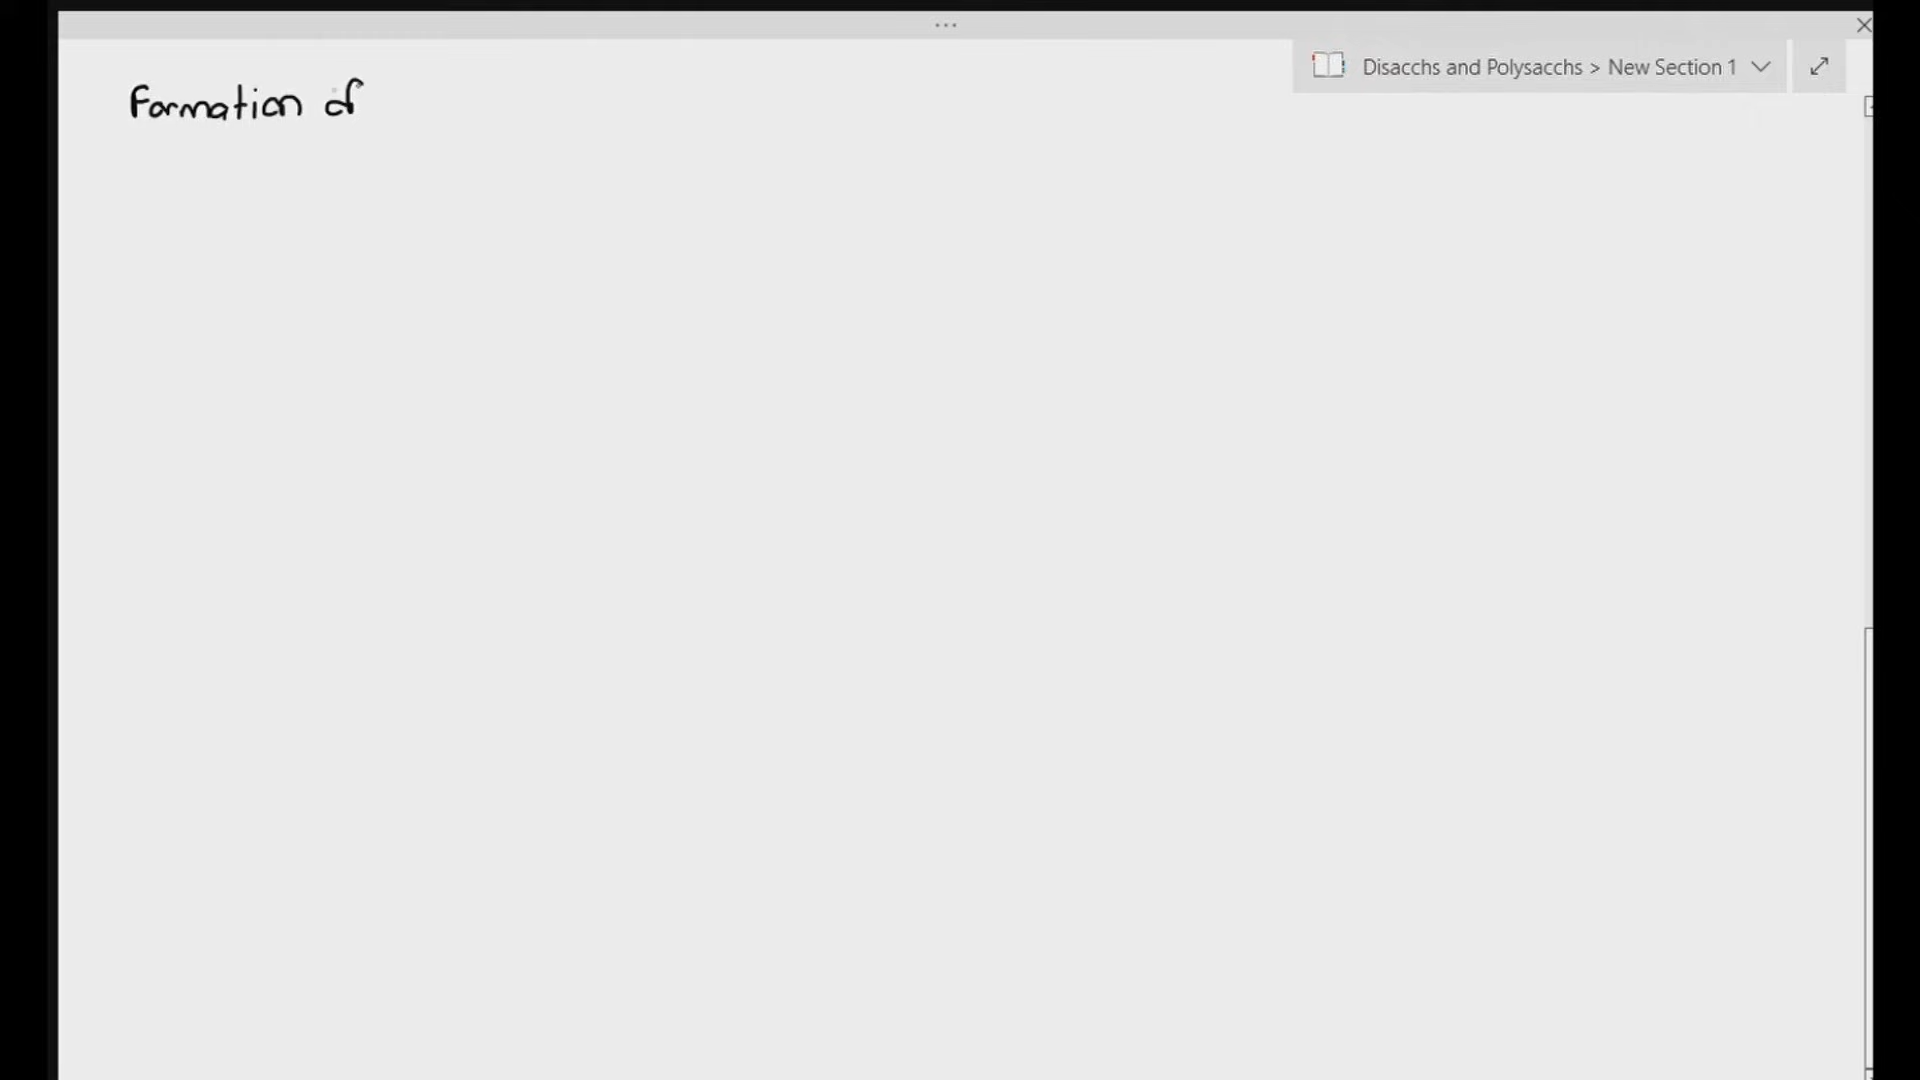 Disacchs and Polysacchs > New Section 1
Formation of